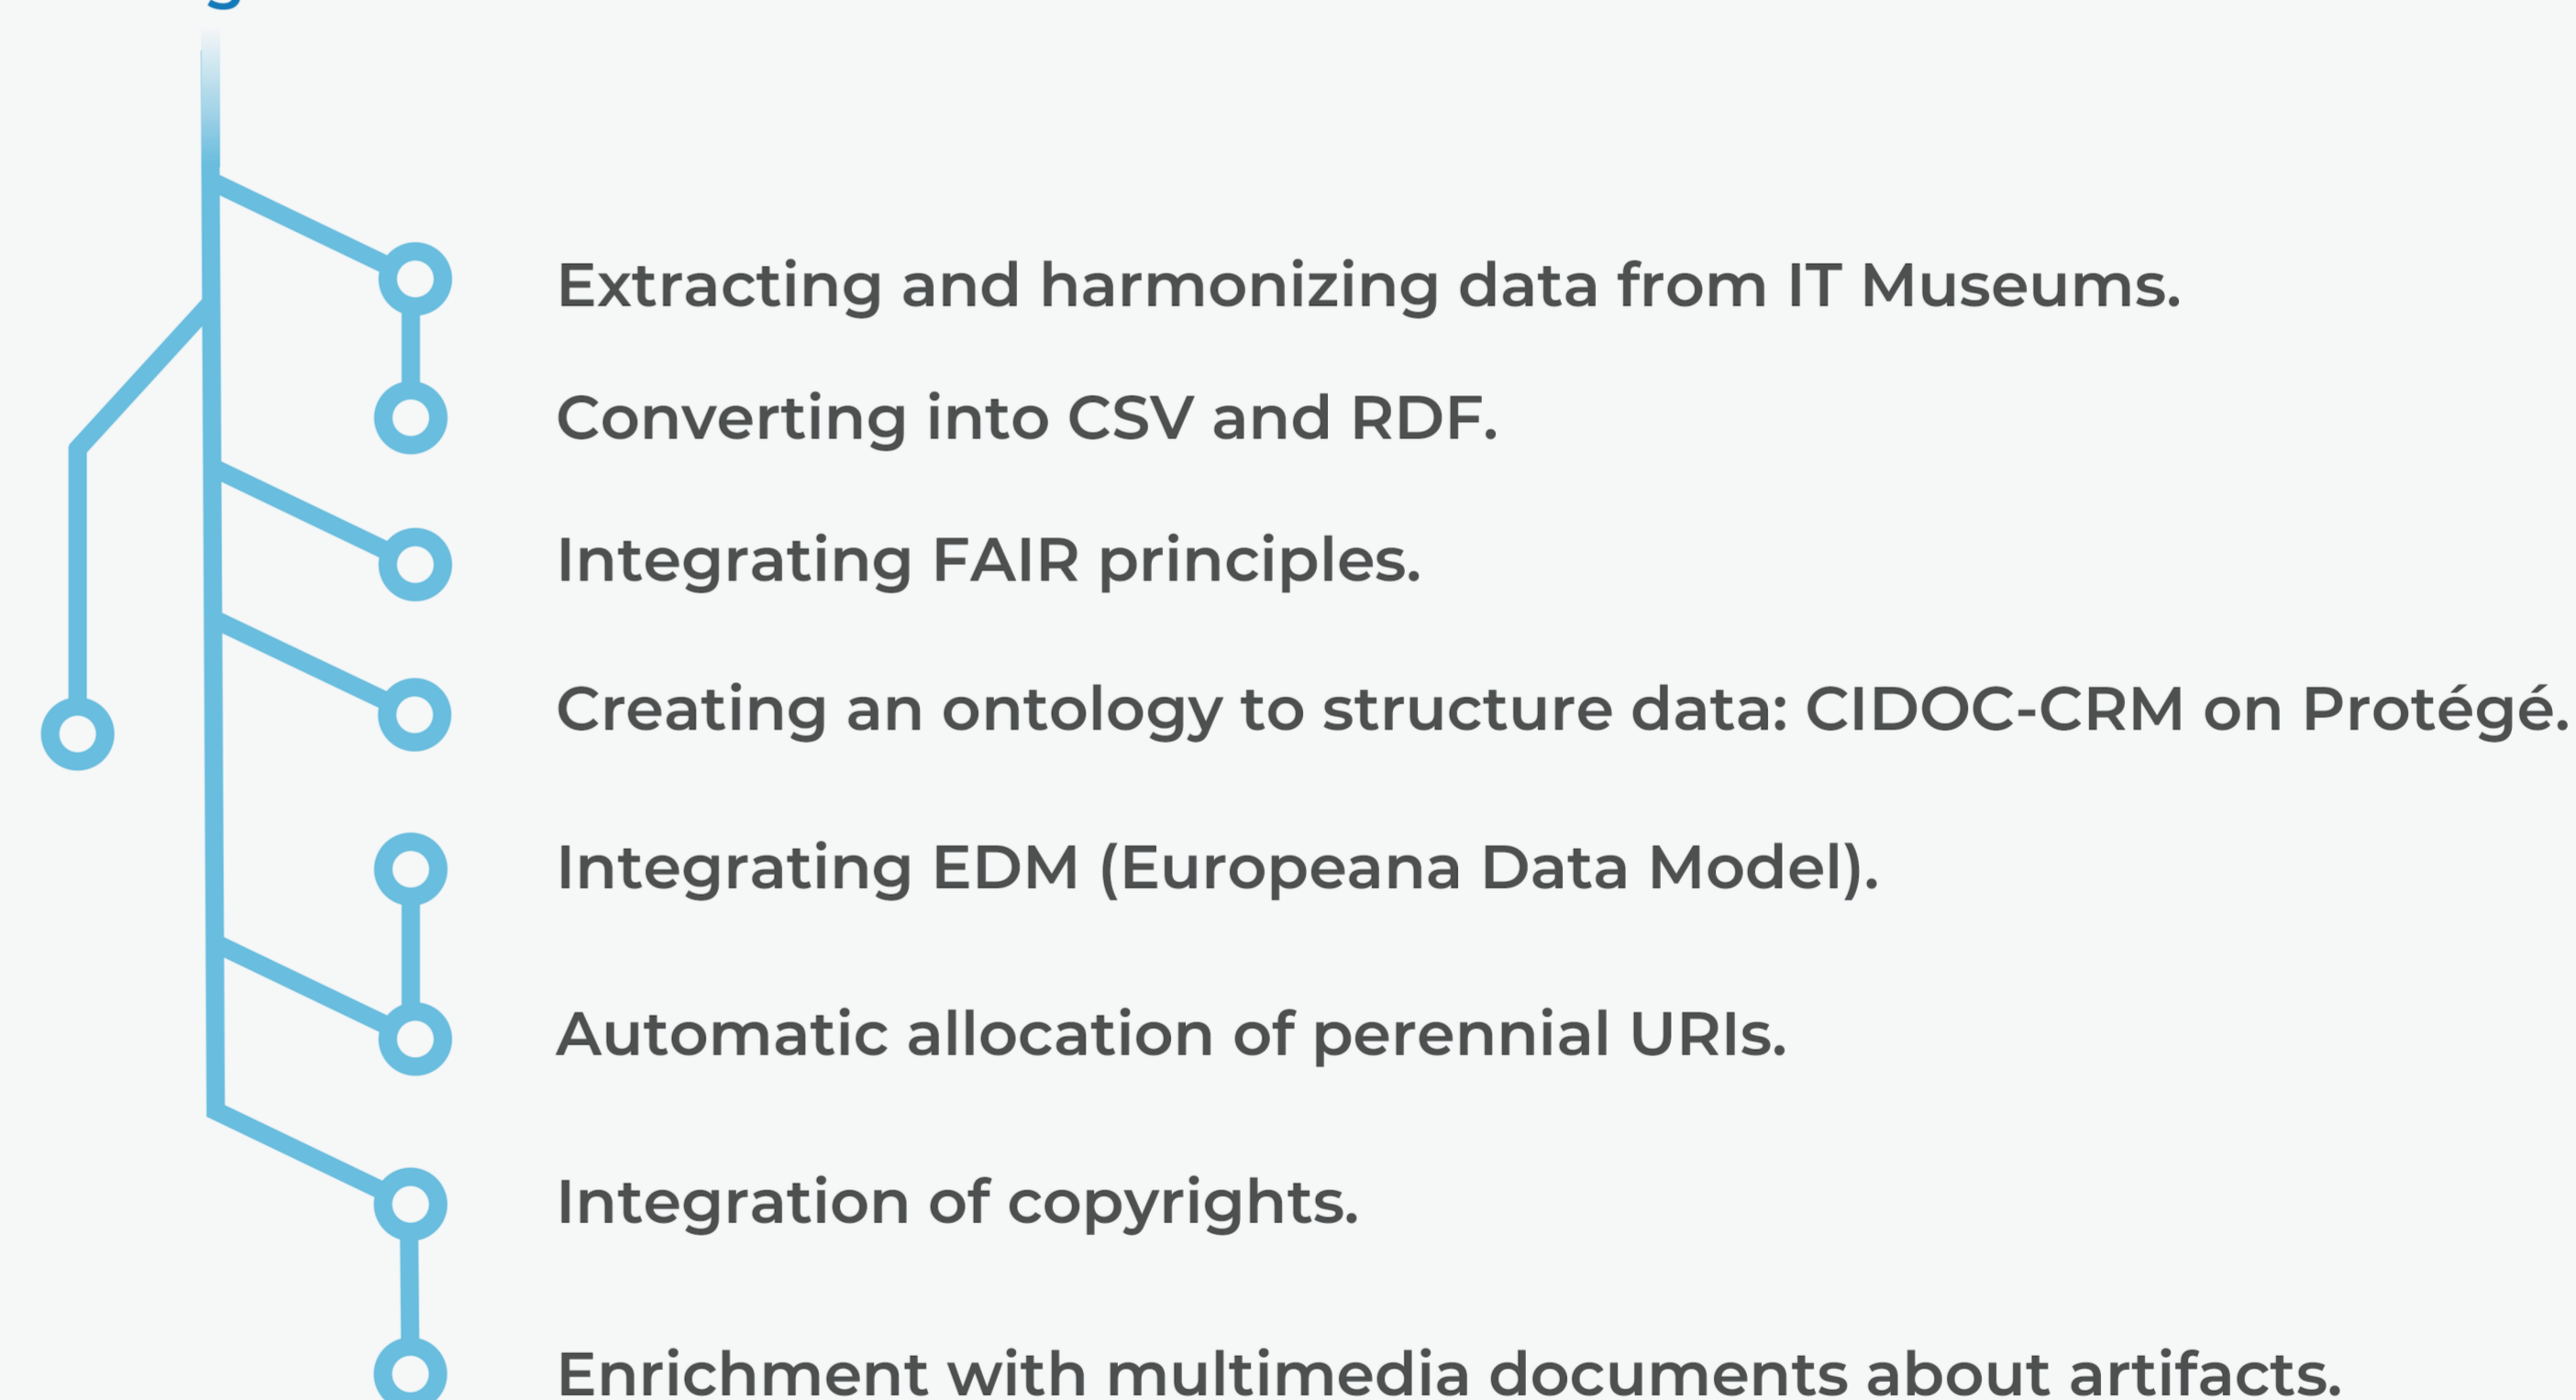 Extracting and harmonizing data from IT Museums.
Converting into CSV and RDF.
Integrating FAIR principles.
Creating an ontology to structure data: CIDOC-CRM on Protégé.
Integrating EDM (Europeana Data Model).
Automatic allocation of perennial URIs.
Integration of copyrights.
Enrichment with multimedia documents about artifacts.